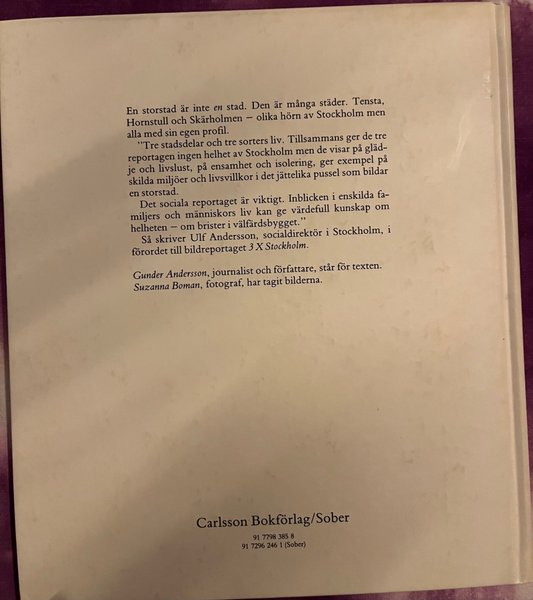 En storstad är inte en stad. Den är många städer. Tensta,
Hornstull och Skärholmen – olika hörn av Stockholm men
alla med sin egen profil.
"Tre stadsdelar och tre sorters liv. Tillsammans ger de tre
reportagen ingen helhet av Stockholm men de visar på gläd-
je och livslust, på ensamhet och isolering, ger exempel på
skilda miljöer och livsvillkor i det jättelika pussel som bildar
en storstad.
Det sociala reportaget är viktigt. Inblicken i enskilda fa-
miljers och människors liv kan ge värdefull kunskap om
helheten – om brister i välfärdsbygget."
Så skriver Ulf Andersson, socialdirektör i Stockholm, i
förordet till bildreportaget 3 X Stockholm.
Gunder Andersson, journalist och författare, står för texten.
Suzanna Boman, fotograf, har tagit bilderna.
Carlsson Bokförlag/Sober
91 7798 385 8
91 7296 246 1 (Sober)